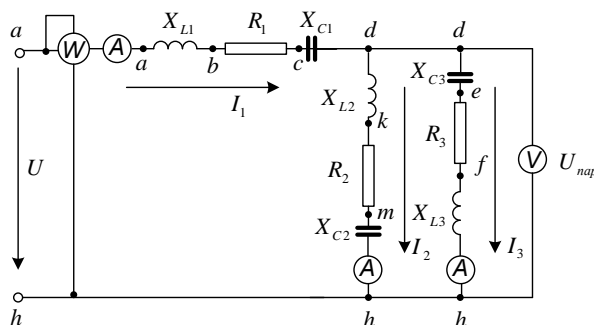 X_L1 R_1 X_C1
a W A a b c d d
I_1
X_L2 k
X_C3 e
R_2 R_3
m f
X_C2 X_L3
I_2 I_3
A A
U
V U_пар
h h h